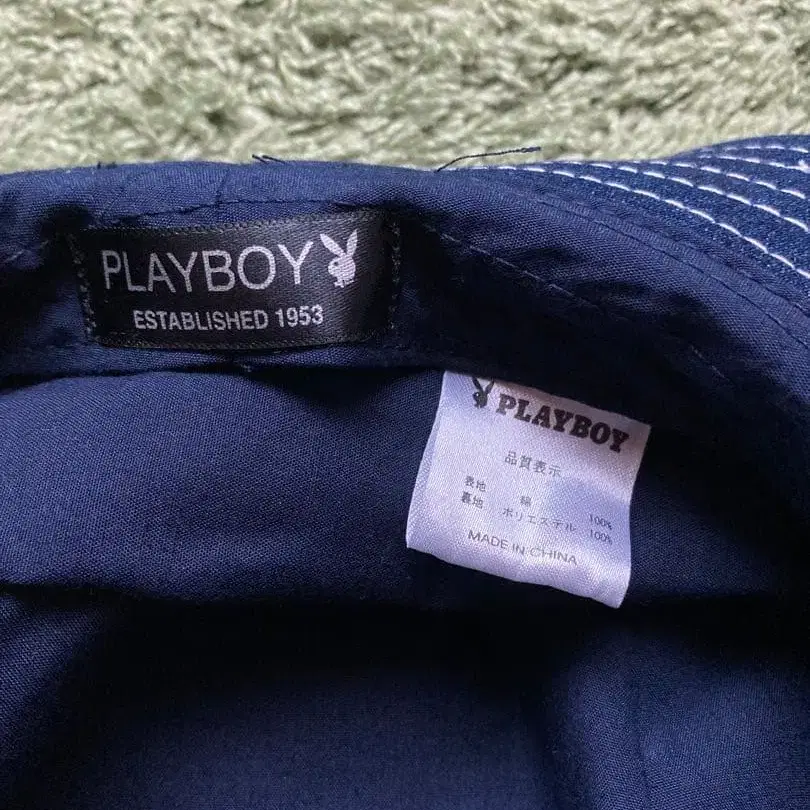 PLAYBOY
ESTABLISHED 1953
PLAYBOY
品質表示
表地 綿 100%
裏地 ポリエステル 100%
MADE IN CHINA